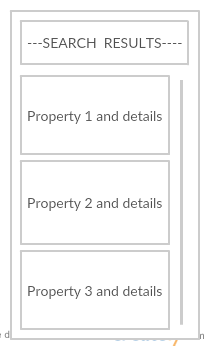 ---SEARCH RESULTS----
Property 1 and details
Property 2 and details
Property 3 and details